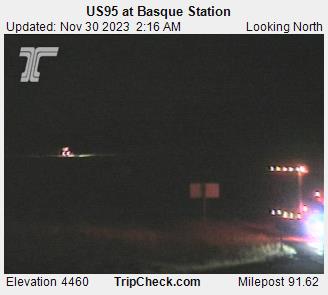 US95 at Basque Station
Updated: Nov 30 2023 2:16 AM Looking North
Elevation 4460 TripCheck.com Milepost 91.62